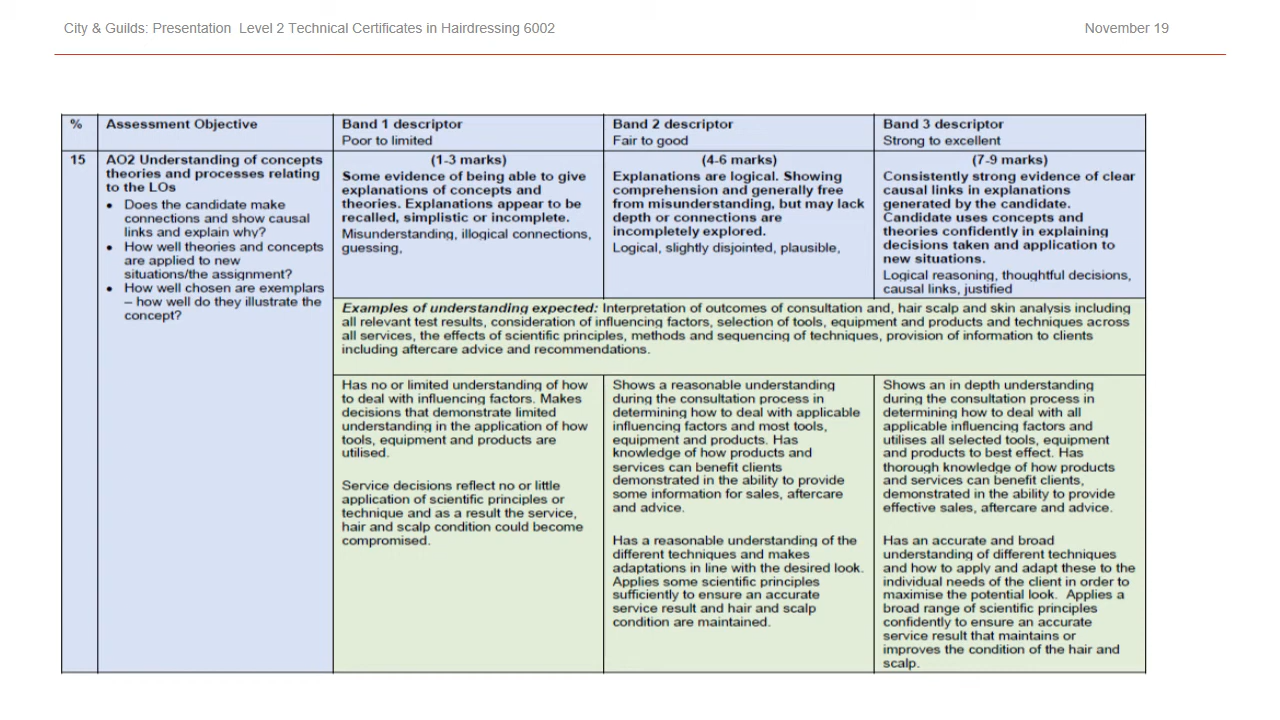 City & Guilds: Presentation  Level 2 Technical Certificates in Hairdressing 6002
November 19
%
Assessment Objective
Band 1 descriptor
Poor to limited
Band 2 descriptor
Fair to good
Band 3 descriptor
Strong to excellent
15
AO2 Understanding of concepts
theories and processes relating
to the LOs
• Does the candidate make
connections and show causal
links and explain why?
• How well theories and concepts
are applied to new
situations/the assignment?
• How well chosen are exemplars
– how well do they illustrate the
concept?
(1-3 marks)
Some evidence of being able to give
explanations of concepts and
theories. Explanations appear to be
recalled, simplistic or incomplete.
Misunderstanding, illogical connections,
guessing,
(4-6 marks)
Explanations are logical. Showing
comprehension and generally free
from misunderstanding, but may lack
depth or connections are
incompletely explored.
Logical, slightly disjointed, plausible,
(7-9 marks)
Consistently strong evidence of clear
causal links in explanations
generated by the candidate.
Candidate uses concepts and
theories confidently in explaining
decisions taken and application to
new situations.
Logical reasoning, thoughtful decisions,
causal links, justified
Examples of understanding expected: Interpretation of outcomes of consultation and, hair scalp and skin analysis including
all relevant test results, consideration of influencing factors, selection of tools, equipment and products and techniques across
all services, the effects of scientific principles, methods and sequencing of techniques, provision of information to clients
including aftercare advice and recommendations.
Has no or limited understanding of how
to deal with influencing factors. Makes
decisions that demonstrate limited
understanding in the application of how
tools, equipment and products are
utilised.
Service decisions reflect no or little
application of scientific principles or
technique and as a result the service,
hair and scalp condition could become
compromised.
Shows a reasonable understanding
during the consultation process in
determining how to deal with applicable
influencing factors and most tools,
equipment and products. Has
knowledge of how products and
services can benefit clients
demonstrated in the ability to provide
some information for sales, aftercare
and advice.
Has a reasonable understanding of the
different techniques and makes
adaptations in line with the desired look.
Applies some scientific principles
sufficiently to ensure an accurate
service result and hair and scalp
condition are maintained.
Shows an in depth understanding
during the consultation process in
determining how to deal with all
applicable influencing factors and
utilises all selected tools, equipment
and products to best effect. Has
thorough knowledge of how products
and services can benefit clients,
demonstrated in the ability to provide
effective sales, aftercare and advice.
Has an accurate and broad
understanding of different techniques
and how to apply and adapt these to the
individual needs of the client in order to
maximise the potential look.  Applies a
broad range of scientific principles
confidently to ensure an accurate
service result that maintains or
improves the condition of the hair and
scalp.